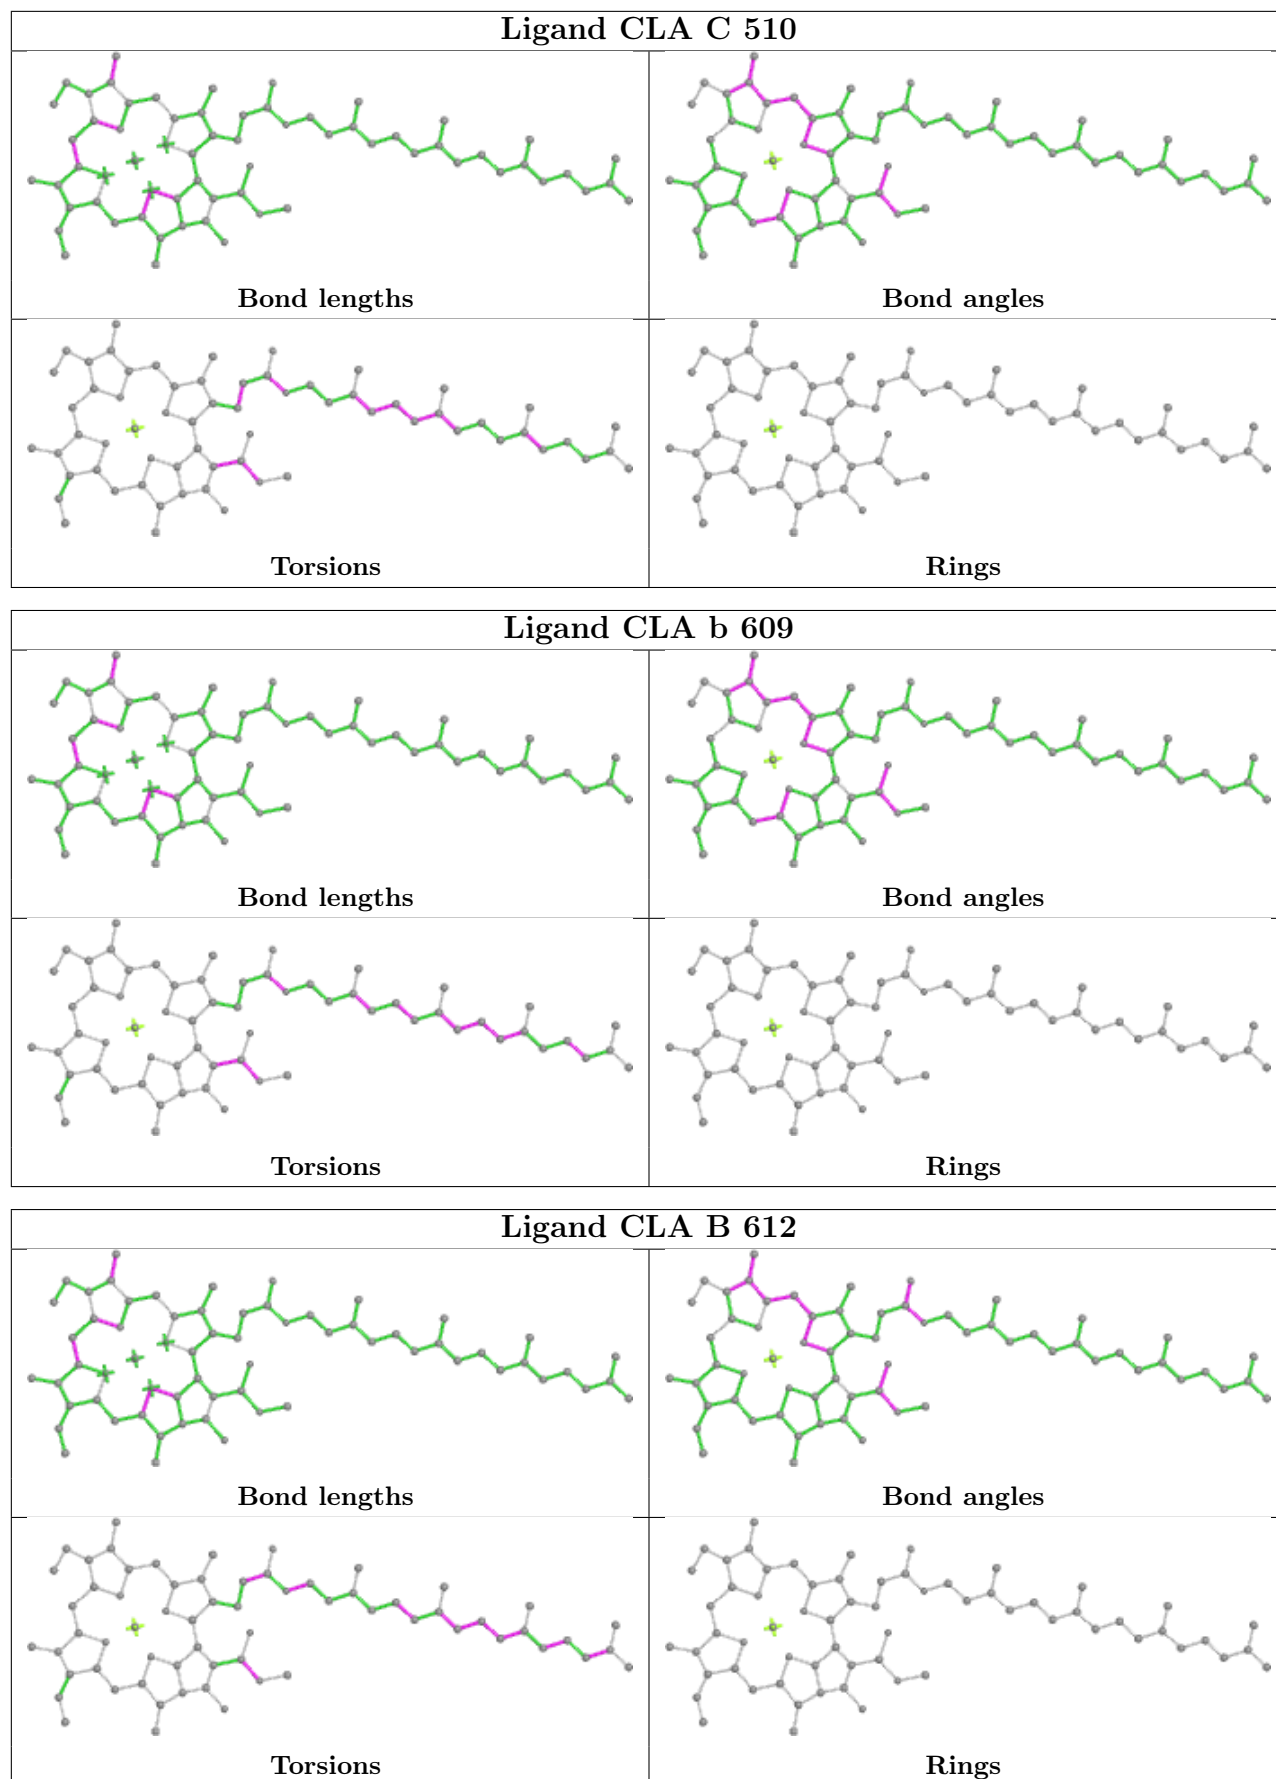 Ligand CLA C 510
Bond lengths
Bond angles
Torsions
Rings
Ligand CLA b 609
Bond lengths
Bond angles
Torsions
Rings
Ligand CLA B 612
Bond lengths
Bond angles
Torsions
Rings